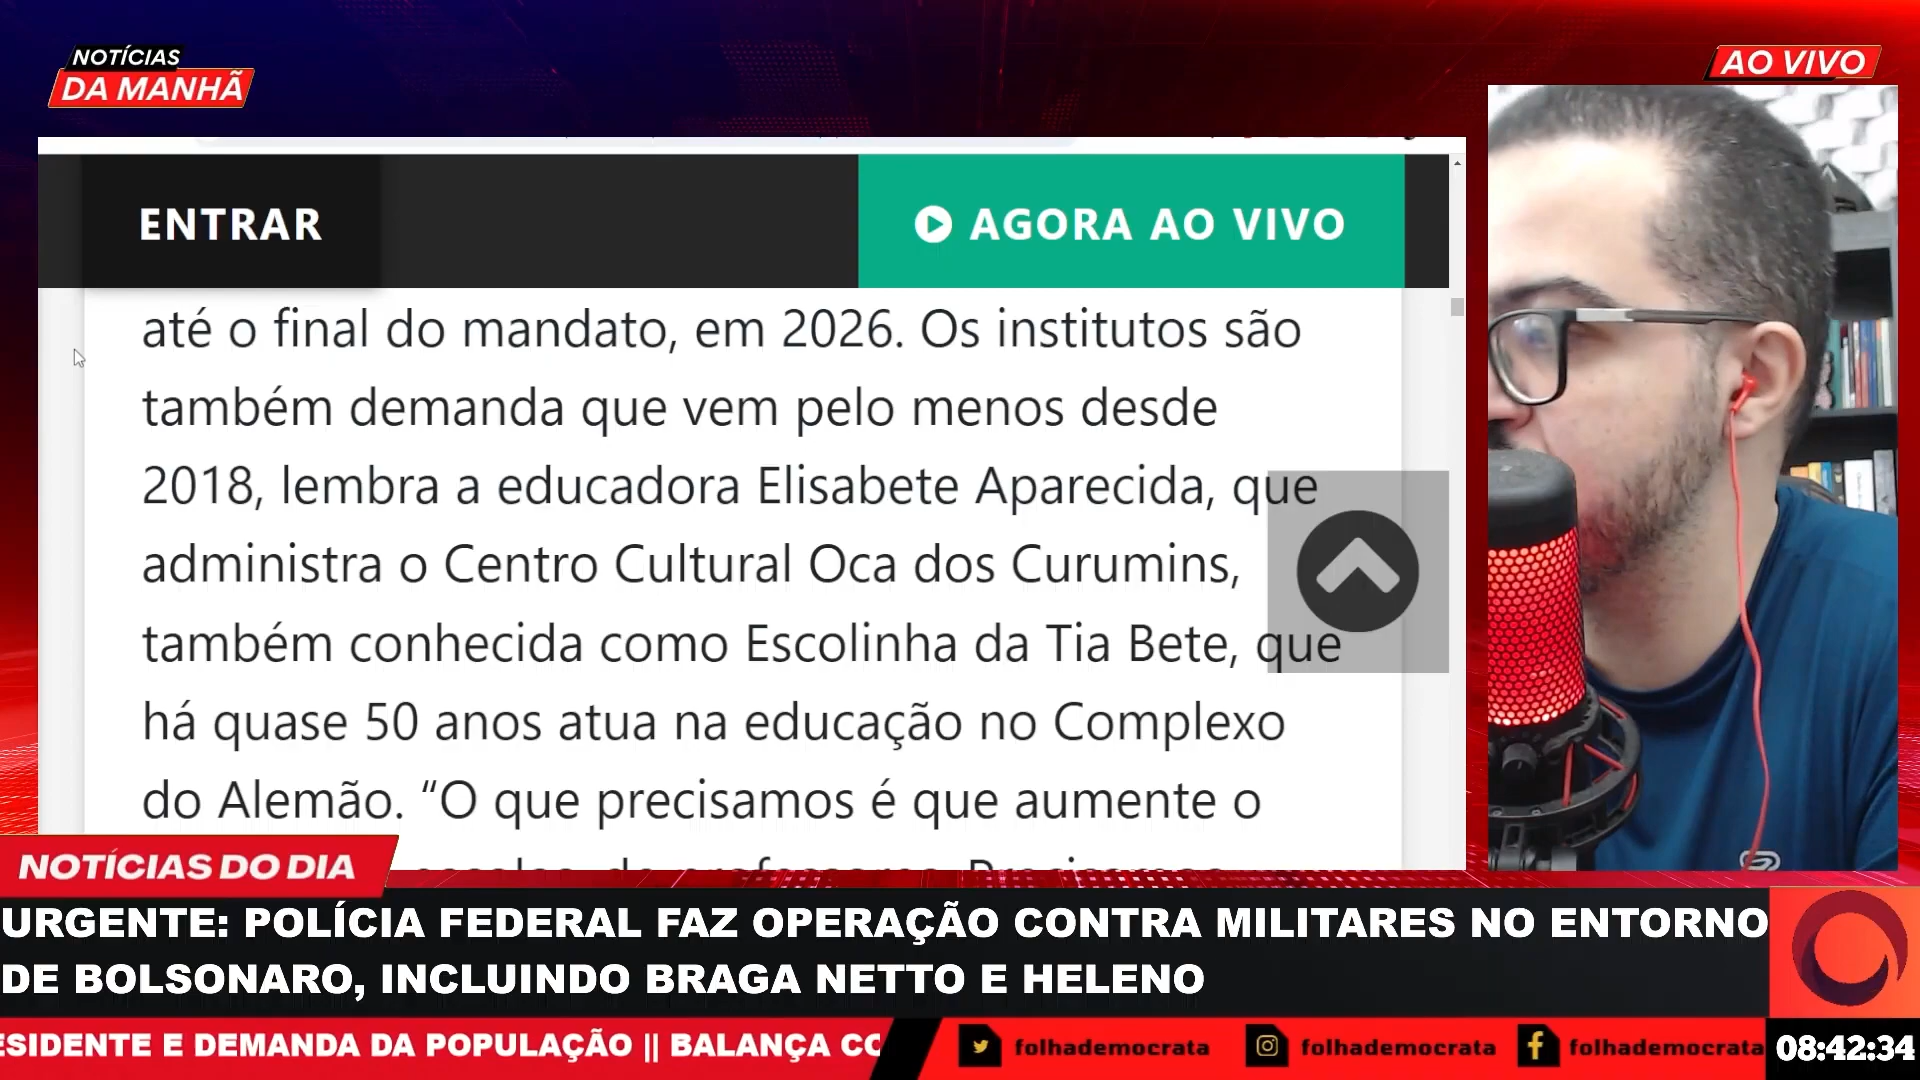 NOTÍCIAS
DA MANHÃ
AO VIVO
ENTRAR
AGORA AO VIVO
até o final do mandato, em 2026. Os institutos são
também demanda que vem pelo menos desde
2018, lembra a educadora Elisabete Aparecida, que
administra o Centro Cultural Oca dos Curumins,
também conhecida como Escolinha da Tia Bete, que
há quase 50 anos atua na educação no Complexo
do Alemão. “O que precisamos é que aumente o
NOTÍCIAS DO DIA
URGENTE: POLÍCIA FEDERAL FAZ OPERAÇÃO CONTRA MILITARES NO ENTORNO
DE BOLSONARO, INCLUINDO BRAGA NETTO E HELENO
ESIDENTE E DEMANDA DA POPULAÇÃO || BALANÇA CO
folhademocrata
folhademocrata
folhademocrata
08:42:34